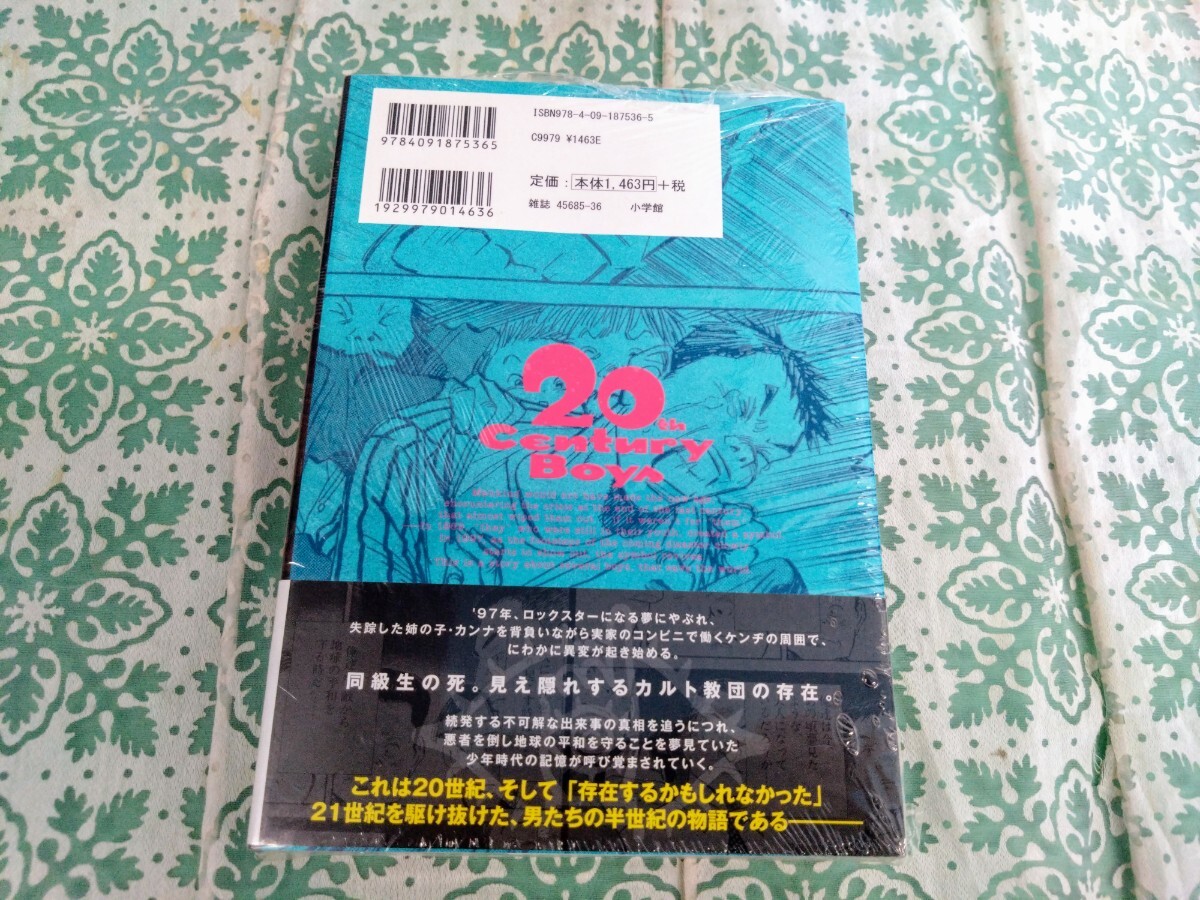 ISBN978-4-09-187536-5
9784091875365
C9979 ¥1463E
定価：本体1,463円+税
1929979014636
雑誌 45685-36 小学館
20th
Century
Boys
'97年、ロックスターになる夢にやぶれ、
失踪した姉の子・カンナを背負いながら実家のコンビニで働くケンヂの周囲で、
にわかに異変が起き始める。
同級生の死。見え隠れするカルト教団の存在。
続発する不可解な出来事の真相を追うにつれ、
悪者を倒し地球の平和を守ることを夢見ていた
少年時代の記憶が呼び覚まされていく。
これは20世紀、そして「存在するかもしれなかった」
21世紀を駆け抜けた、男たちの半世紀の物語である――